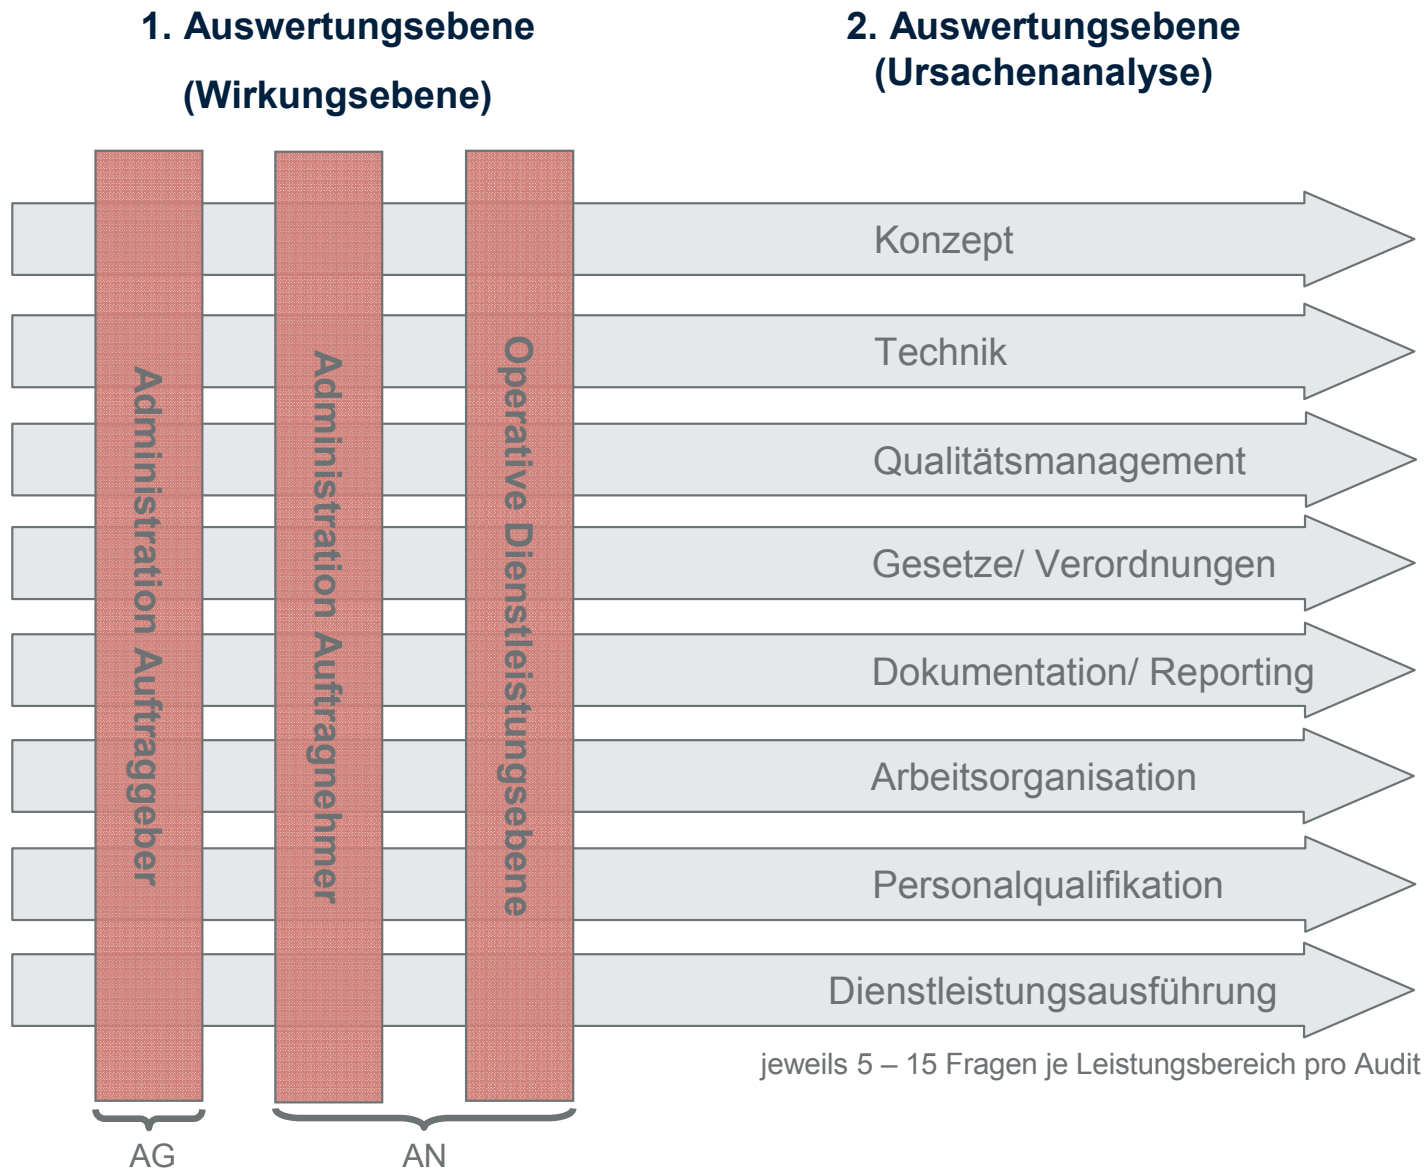 1. Auswertungsebene
(Wirkungsebene)
2. Auswertungsebene
(Ursachenanalyse)
Administration Auftraggeber
Administration Auftragnehmer
Operative Dienstleistungsebene
Konzept
Technik
Qualitätsmanagement
Gesetze/ Verordnungen
Dokumentation/ Reporting
Arbeitsorganisation
Personalqualifikation
Dienstleistungsausführung
jeweils 5 – 15 Fragen je Leistungsbereich pro Audit
AG
AN